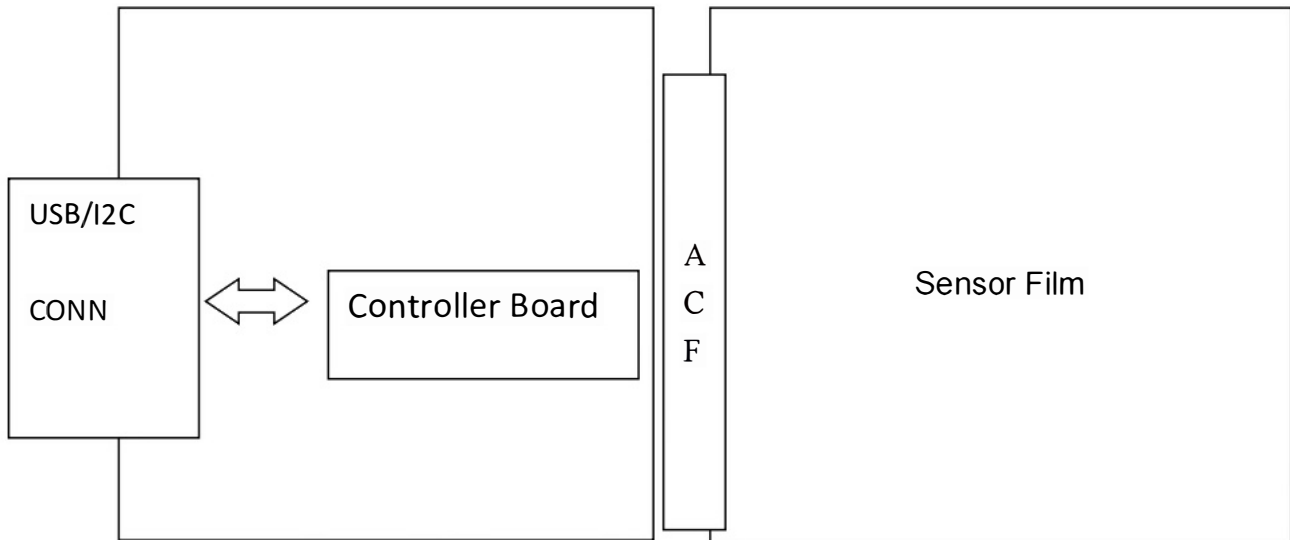 USB/I2C
CONN
Controller Board
A
C
F
Sensor Film